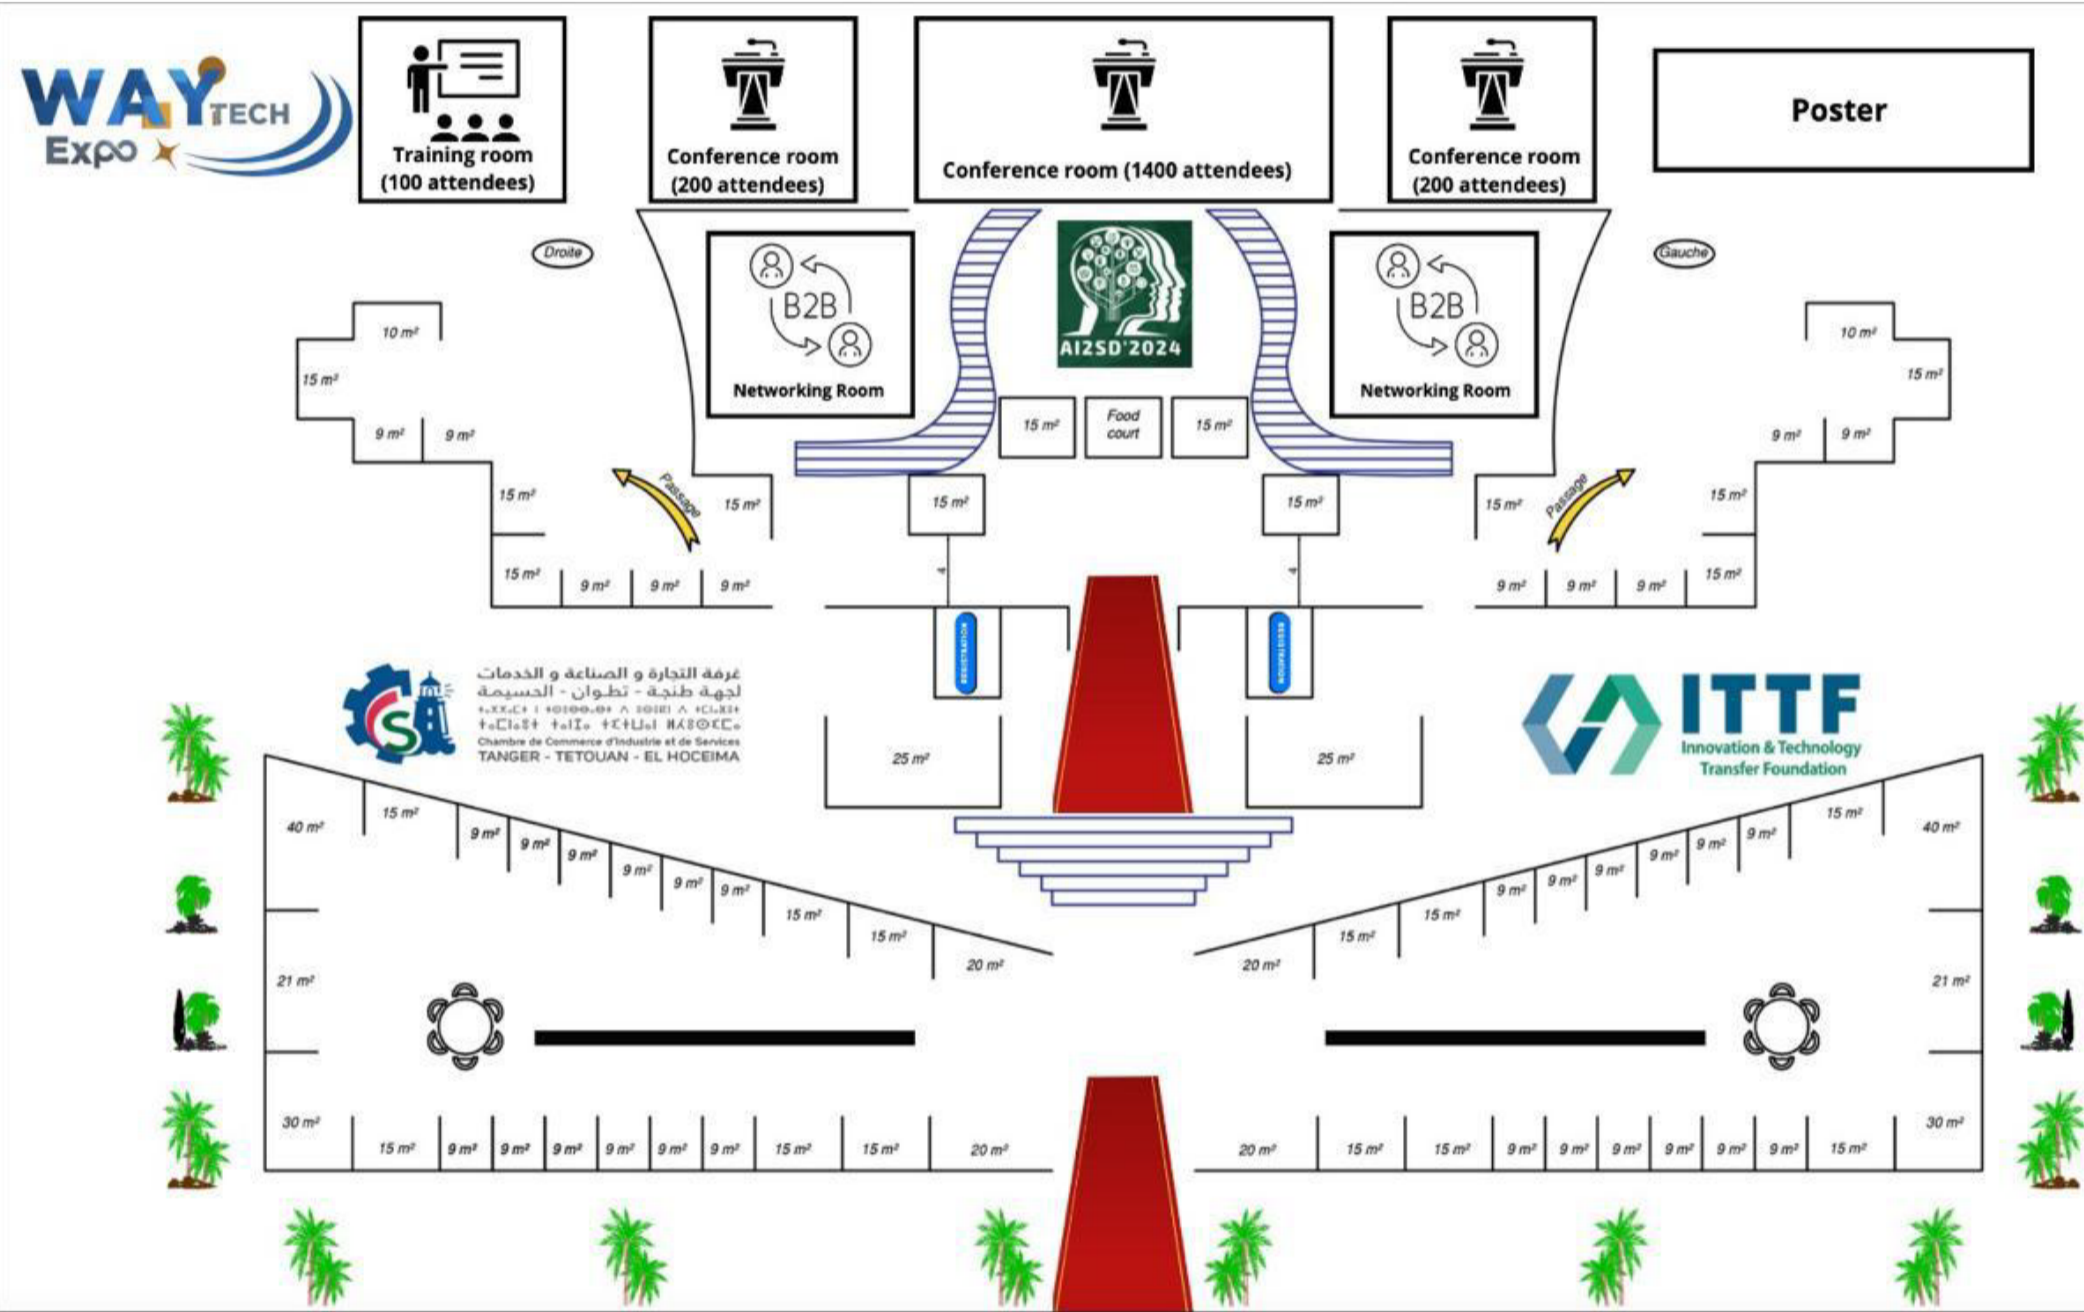 WAY TECH
Expo
Training room
(100 attendees)
Conference room
(200 attendees)
Conference room (1400 attendees)
Conference room
(200 attendees)
Poster
Droite
Gauche
B2B
Networking Room
AI2SD'2024
B2B
Networking Room
10 m²
15 m²
9 m²
9 m²
15 m²
Food
court
15 m²
10 m²
15 m²
9 m²
9 m²
15 m²
Passage
15 m²
15 m²
15 m²
15 m²
Passage
15 m²
15 m²
9 m²
9 m²
9 m²
4
4
9 m²
9 m²
9 m²
15 m²
REGISTRATION
REGISTRATION
غرفة التجارة و الصناعة و الخدمات
لجهة طنجة - تطوان - الحسيمة
Chambre de Commerce d'Industrie et de Services
TANGER - TETOUAN - EL HOCEIMA
ITTF
Innovation & Technology
Transfer Foundation
25 m²
25 m²
40 m²
15 m²
9 m²
9 m²
9 m²
9 m²
9 m²
9 m²
15 m²
15 m²
20 m²
20 m²
15 m²
15 m²
9 m²
9 m²
9 m²
9 m²
9 m²
9 m²
15 m²
40 m²
21 m²
21 m²
30 m²
15 m²
9 m²
9 m²
9 m²
9 m²
9 m²
9 m²
15 m²
15 m²
20 m²
20 m²
15 m²
15 m²
9 m²
9 m²
9 m²
9 m²
9 m²
9 m²
15 m²
30 m²